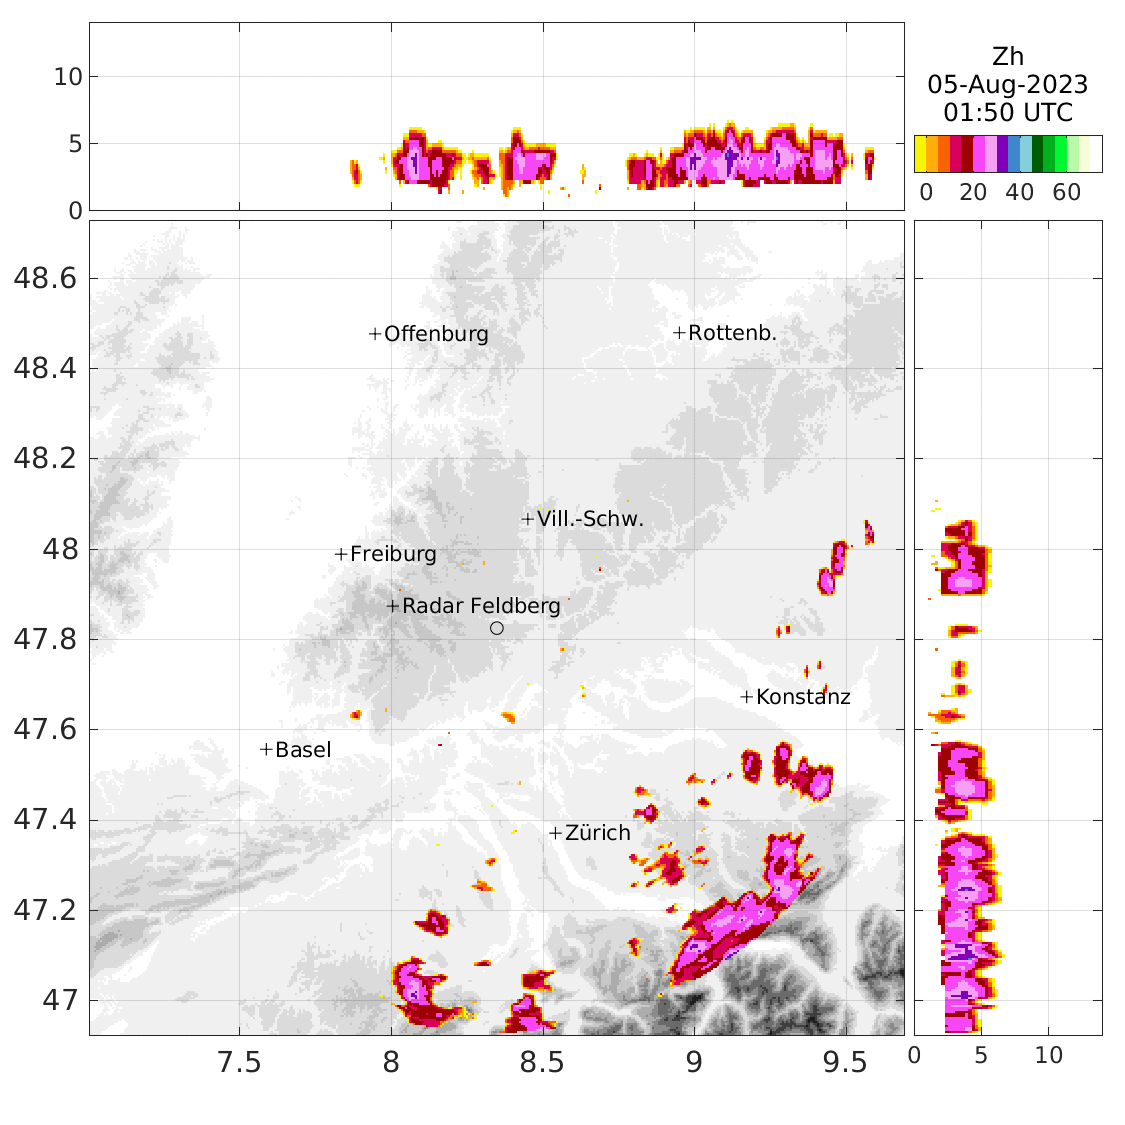 Zh
05-Aug-2023
01:50 UTC
0 20 40 60
10
5
0
48.6
48.4
48.2
48
47.8
47.6
47.4
47.2
47
+Offenburg
+Rottenb.
+Vill.-Schw.
+Freiburg
+Radar Feldberg
+Konstanz
+Basel
+Zürich
7.5 8 8.5 9 9.5
0 5 10